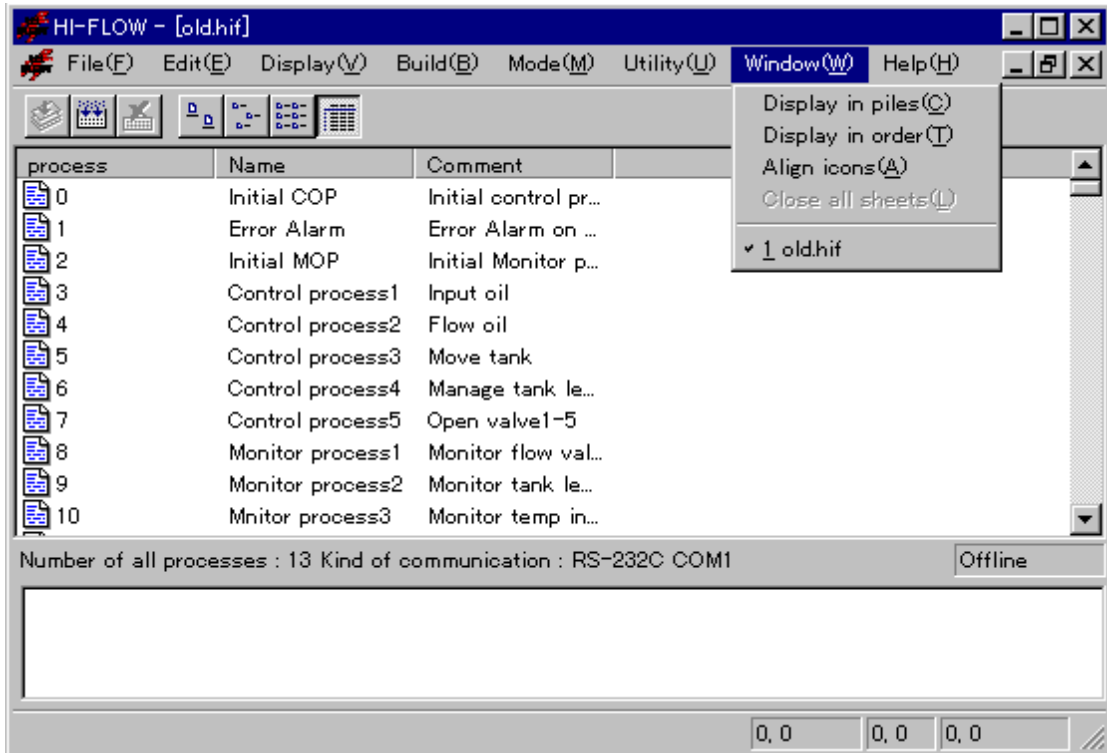 HI-FLOW - [old.hif]
File(F) Edit(E) Display(V) Build(B) Mode(M) Utility(U) Window(W) Help(H)
Display in piles(C)
Display in order(T)
Align icons(A)
Close all sheets(L)
1 old.hif
process Name Comment
0 Initial COP Initial control pr...
1 Error Alarm Error Alarm on ...
2 Initial MOP Initial Monitor p...
3 Control process1 Input oil
4 Control process2 Flow oil
5 Control process3 Move tank
6 Control process4 Manage tank le...
7 Control process5 Open valve1-5
8 Monitor process1 Monitor flow val...
9 Monitor process2 Monitor tank le...
10 Mnitor process3 Monitor temp in...
Number of all processes : 13 Kind of communication : RS-232C COM1 Offline
0, 0 0, 0 0, 0